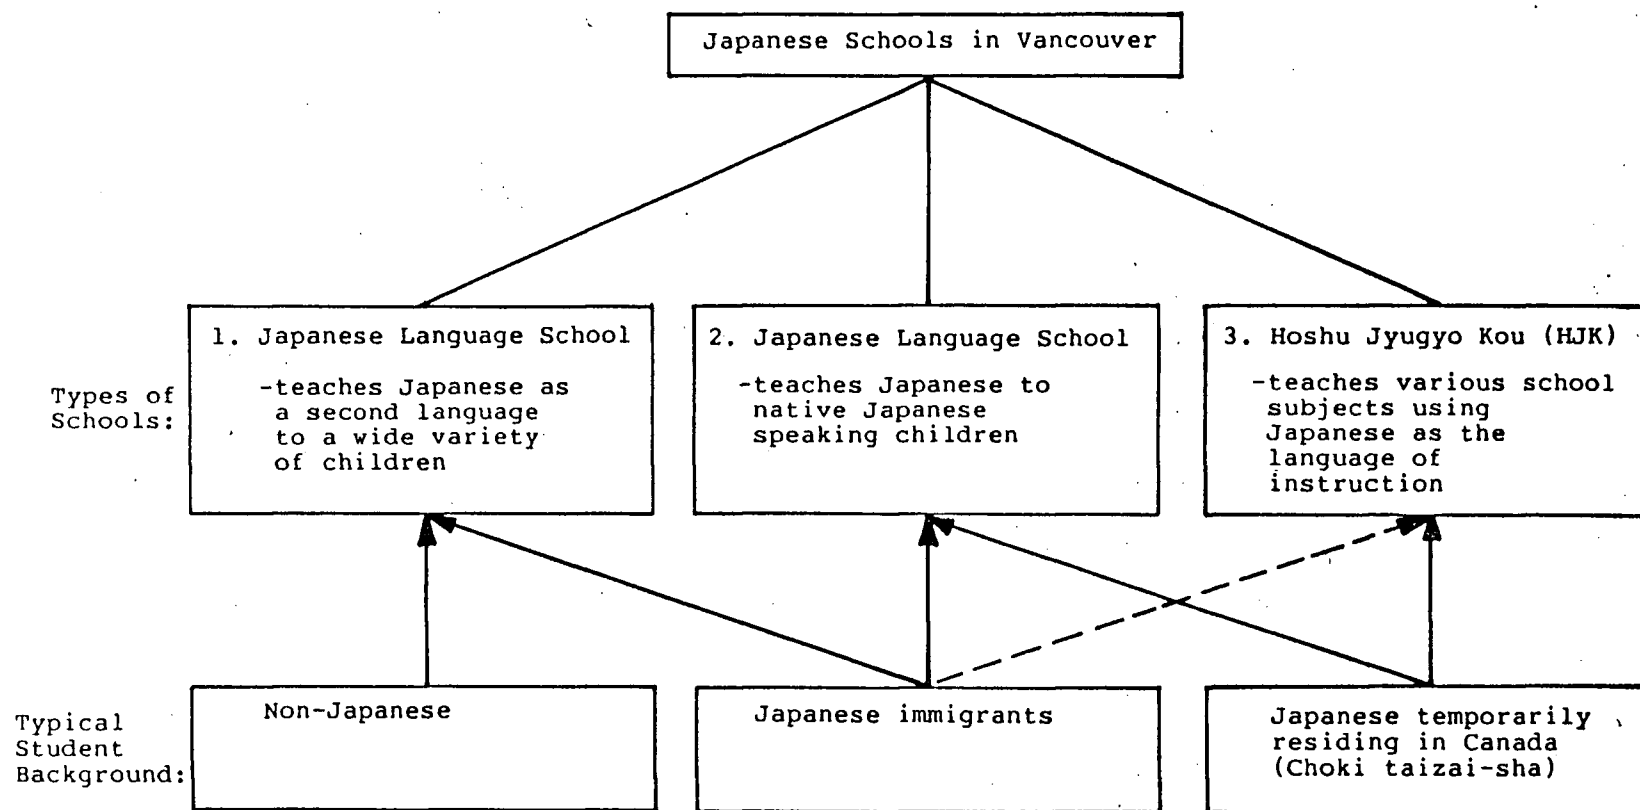 Japanese Schools in Vancouver
Types of
Schools:
1. Japanese Language School
-teaches Japanese as
a second language
to a wide variety
of children
2. Japanese Language School
-teaches Japanese to
native Japanese
speaking children
3. Hoshu Jyugyo Kou (HJK)
-teaches various school
subjects using
Japanese as the
language of
instruction
Typical
Student
Background:
Non-Japanese
Japanese immigrants
Japanese temporarily
residing in Canada
(Choki taizai-sha)